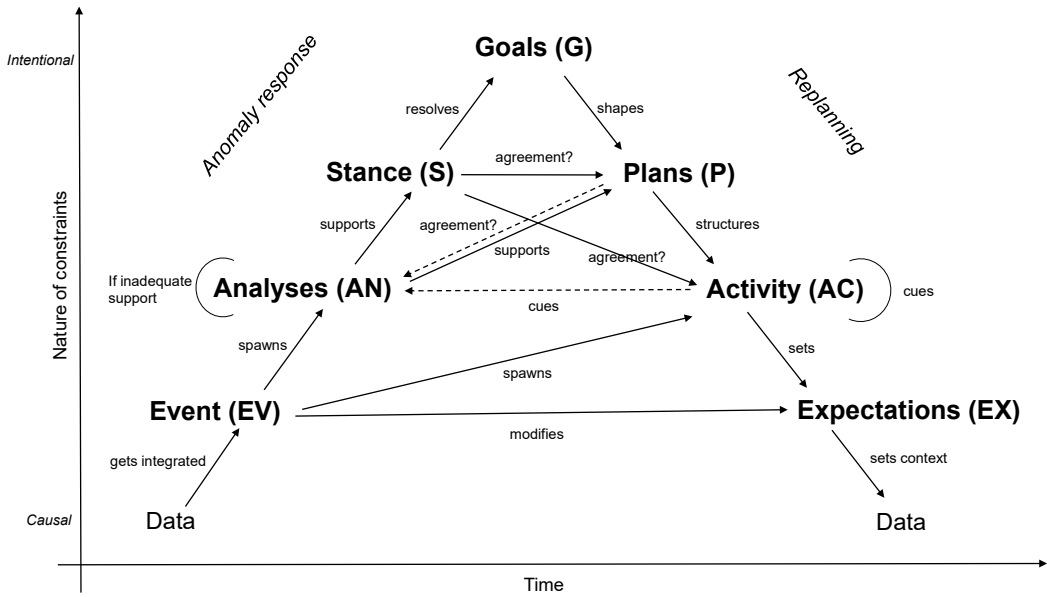 Goals (G)
Intentional
Anomaly response
Replanning
resolves
shapes
agreement?
Stance (S)
Plans (P)
supports
agreement?
structures
supports
agreement?
If inadequate
support
Analyses (AN)
Activity (AC)
cues
cues
Nature of constraints
spawns
sets
spawns
Event (EV)
Expectations (EX)
modifies
gets integrated
sets context
Causal
Data
Data
Time